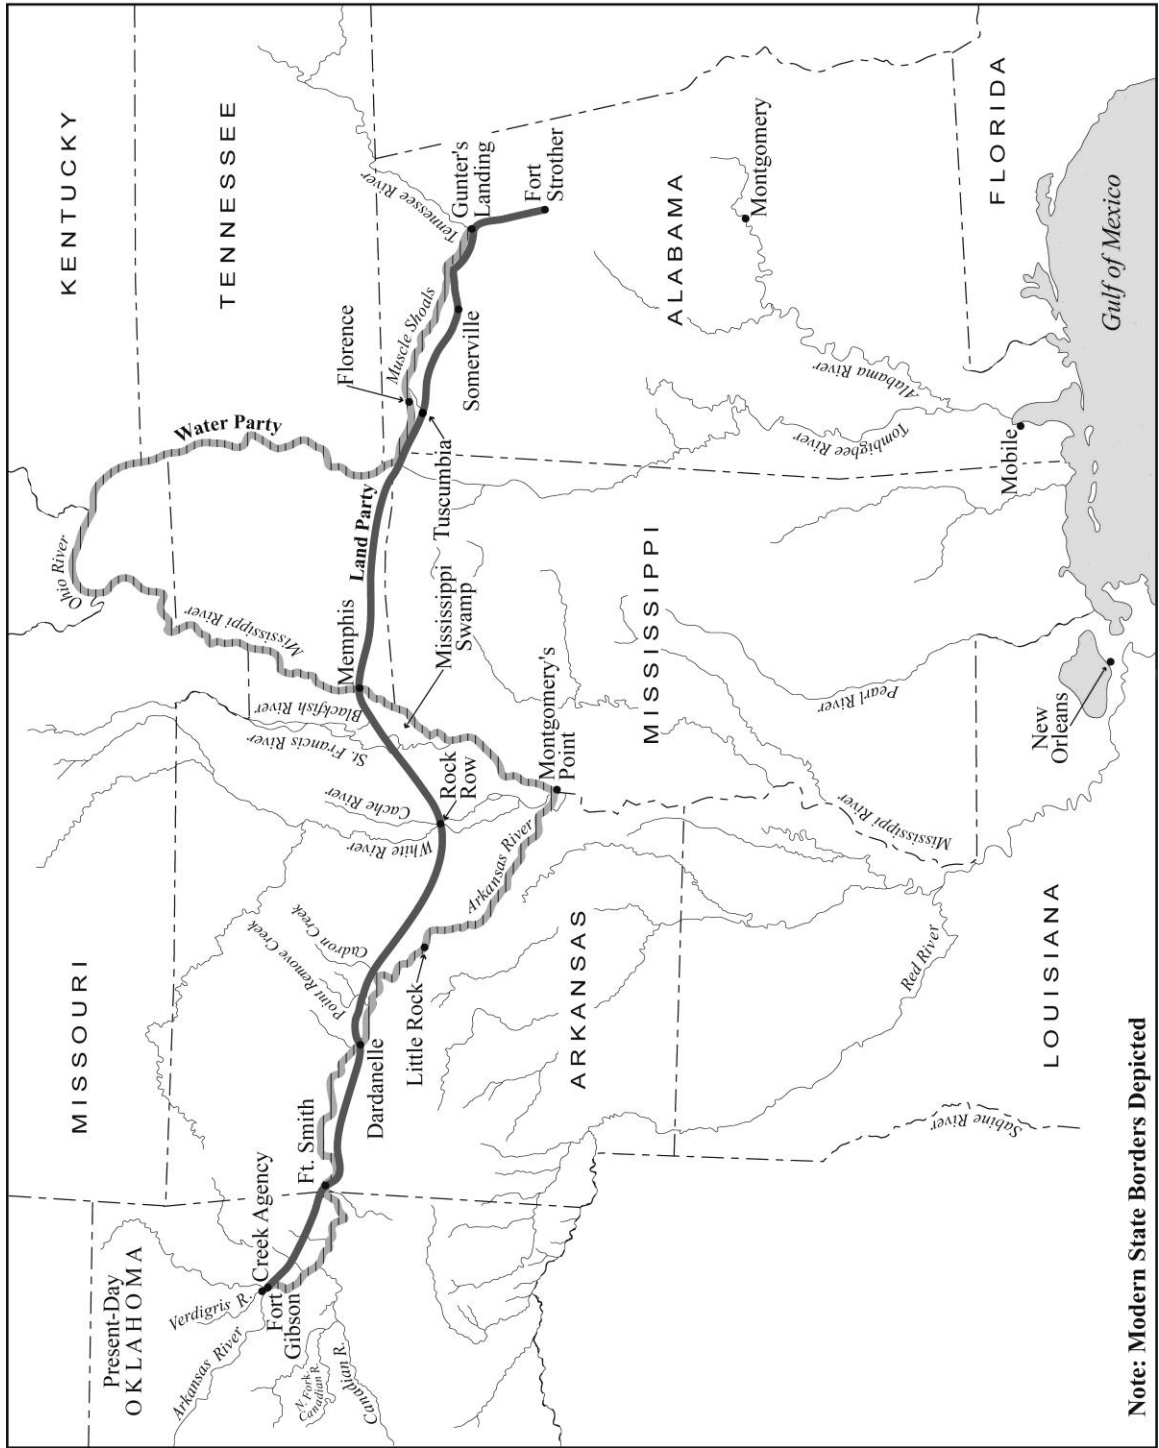 KENTUCKY
TENNESSEE
Tennessee River
Gunter's
Landing
Fort
Strother
ALABAMA
Montgomery
FLORIDA
Gulf of Mexico
Florence
Muscle Shoals
Somerville
Tuscumbia
Alabama River
Tombigbee River
Mobile
Water Party
Land Party
Ohio River
Mississippi River
Memphis
Mississippi
Swamp
MISSISSIPPI
Pearl River
New
Orleans
Blackfish River
St. Francis River
Cache River
White River
Rock
Row
Montgomery's
Point
Mississippi River
Arkansas River
MISSOURI
Cadron Creek
Point Remove Creek
Little Rock
Dardanelle
ARKANSAS
Red River
LOUISIANA
Sabine River
Ft. Smith
Creek Agency
Fort
Gibson
Verdigris R.
Arkansas River
Present-Day
OKLAHOMA
N. Fork
Canadian R.
Canadian R.
Note: Modern State Borders Depicted